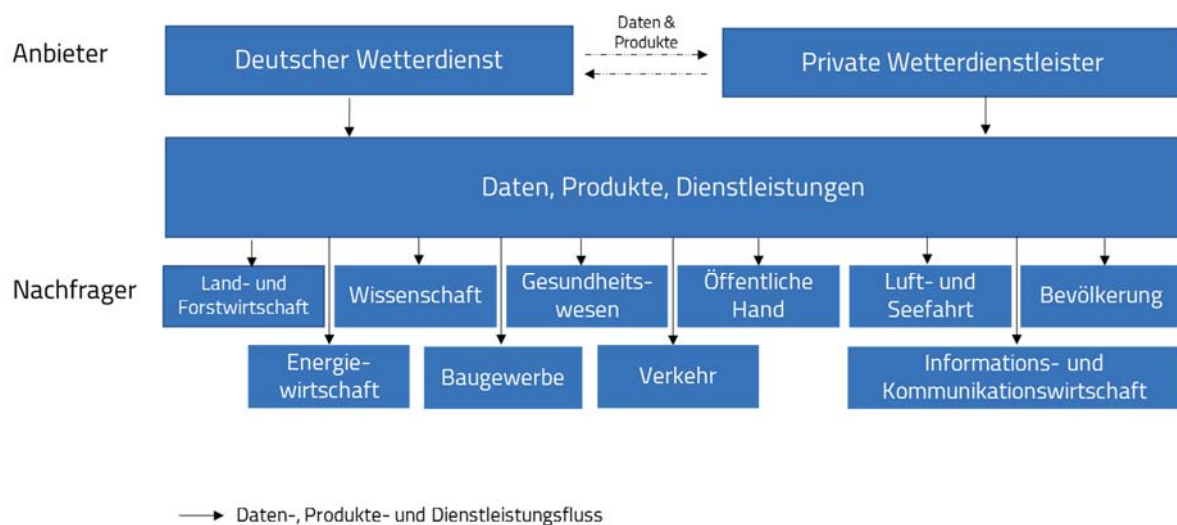 Daten &
Produkte
Anbieter
Deutscher Wetterdienst
Private Wetterdienstleister
Daten, Produkte, Dienstleistungen
Nachfrager
Land- und
Forstwirtschaft
Wissenschaft
Gesundheits-
wesen
Öffentliche
Hand
Luft- und
Seefahrt
Bevölkerung
Energie-
wirtschaft
Baugewerbe
Verkehr
Informations- und
Kommunikationswirtschaft
Daten-, Produkte- und Dienstleistungsfluss